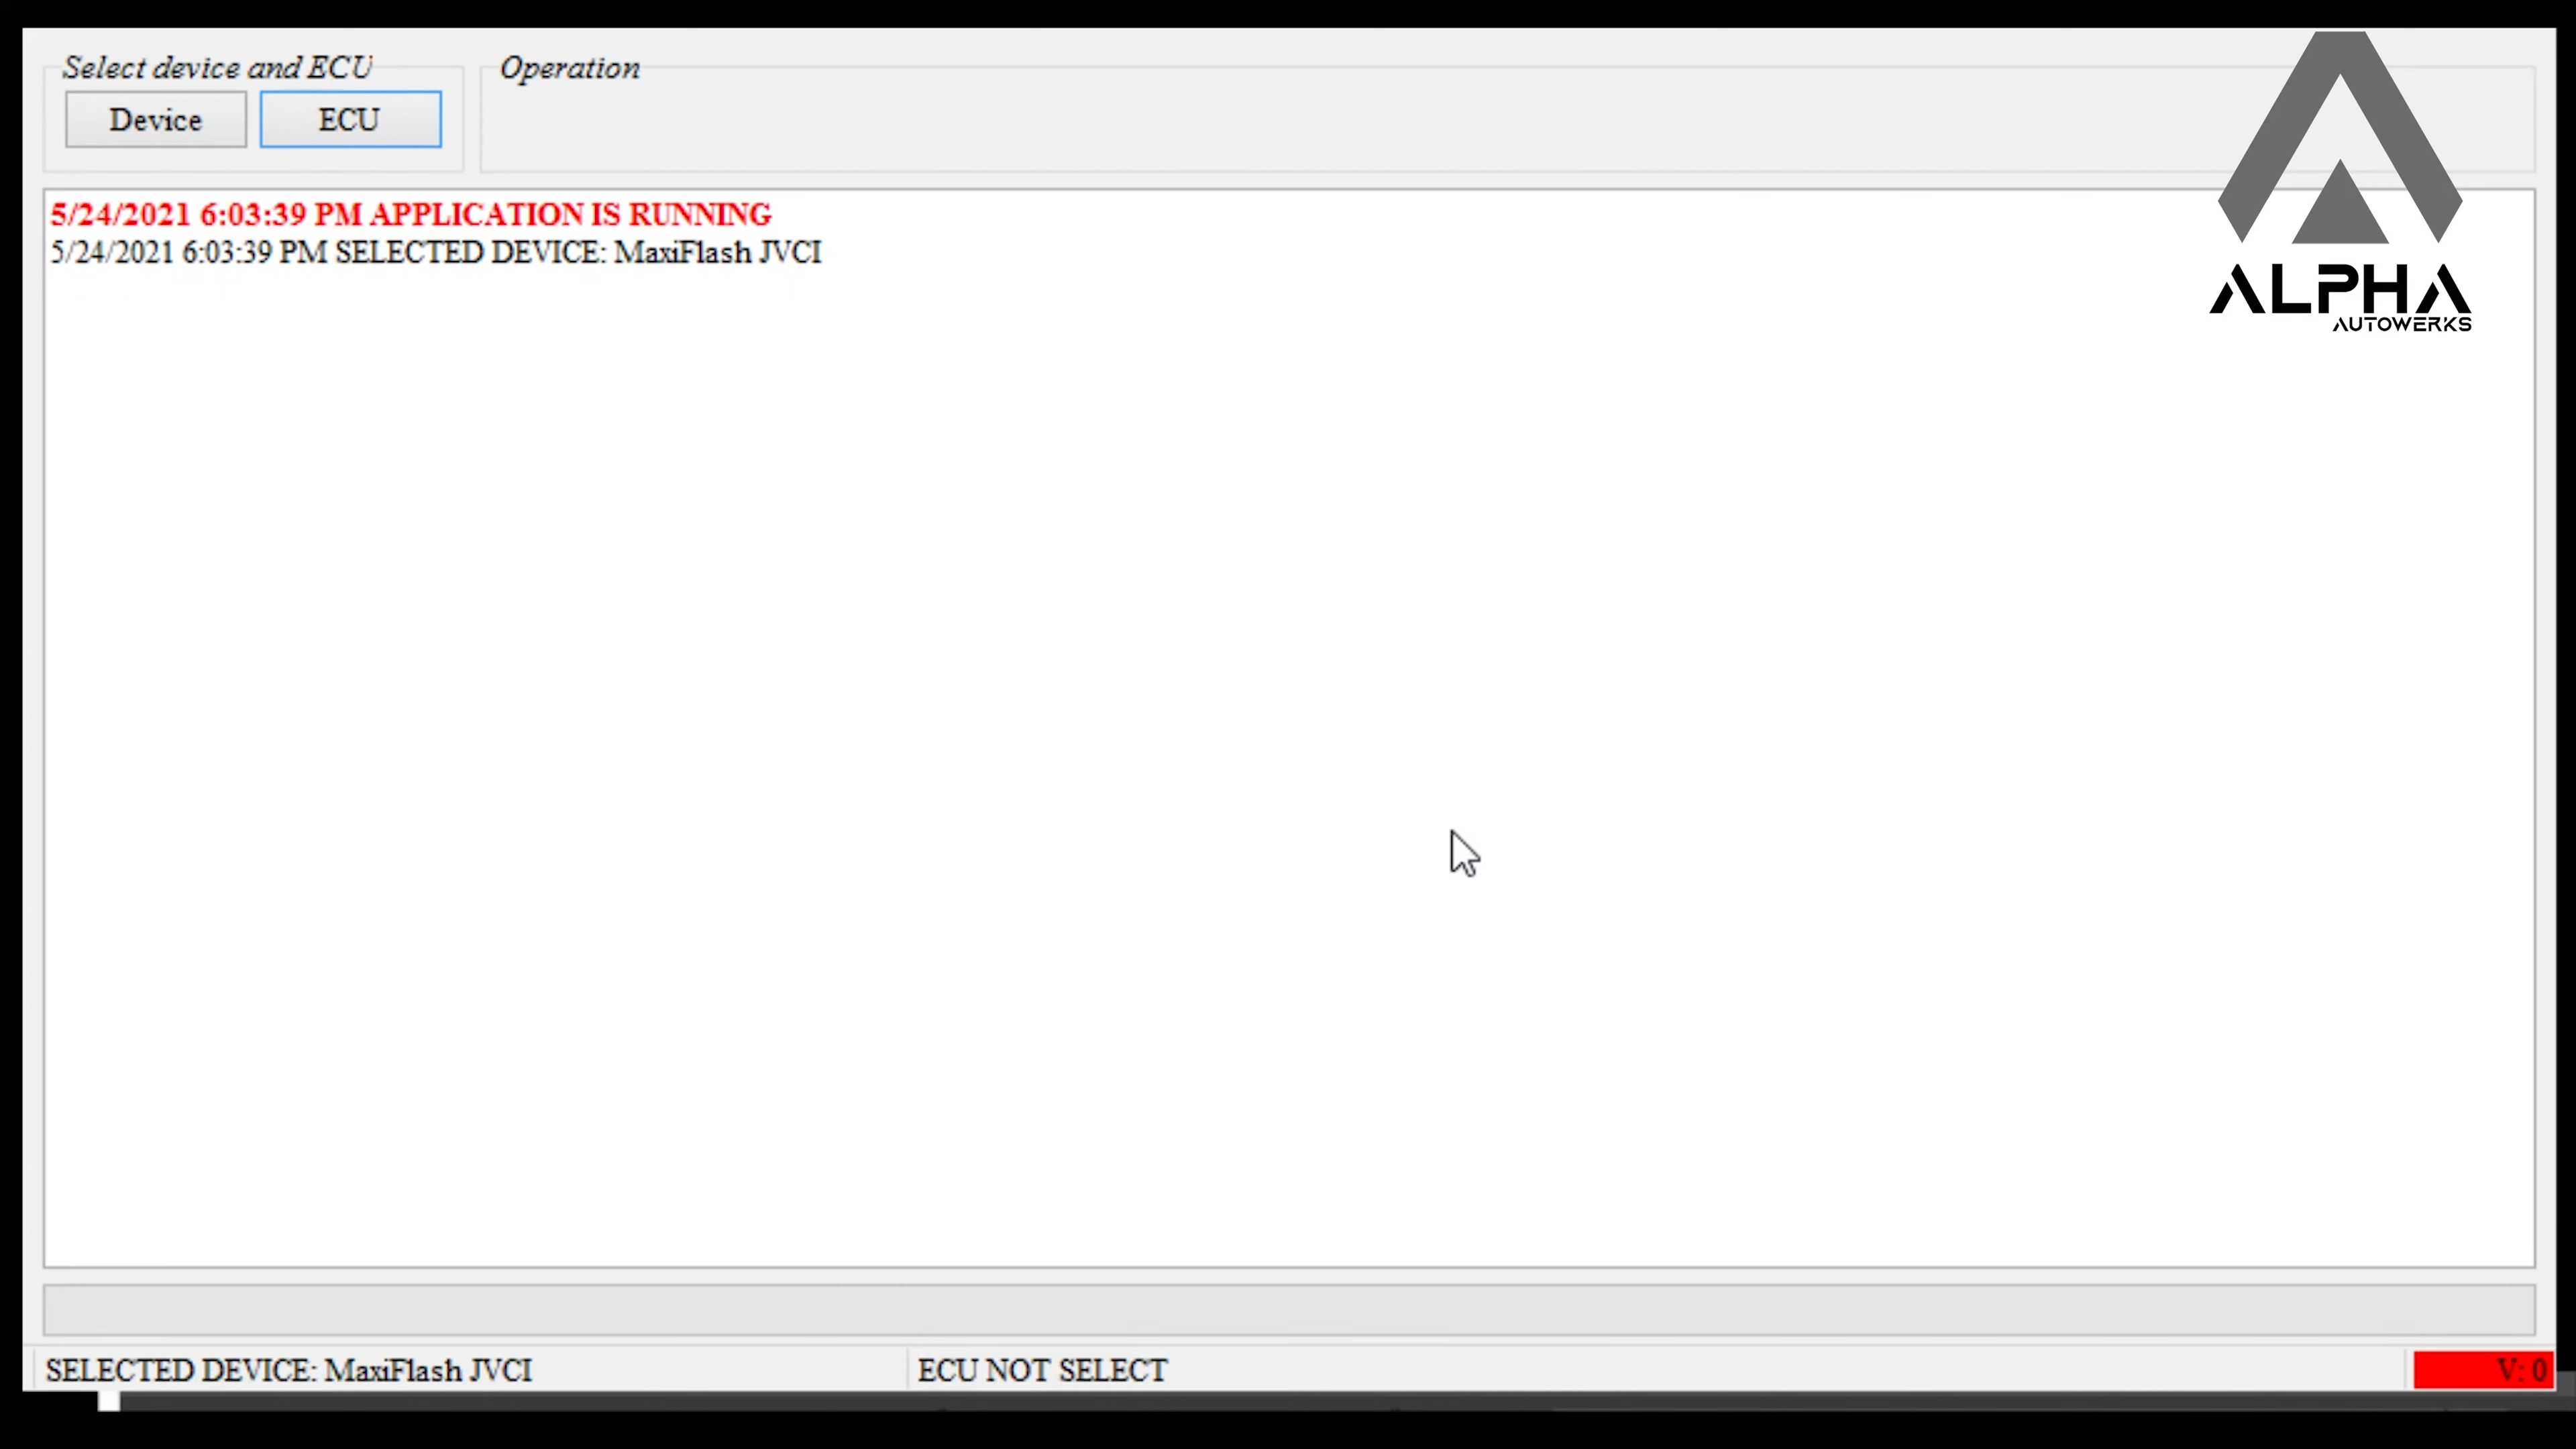 Select device and ECU
Operation
Device
ECU
5/24/2021 6:03:39 PM APPLICATION IS RUNNING
5/24/2021 6:03:39 PM SELECTED DEVICE: MaxiFlash JVCI
ALPHA
AUTOWERKS
SELECTED DEVICE: MaxiFlash JVCI
ECU NOT SELECT
V: 0